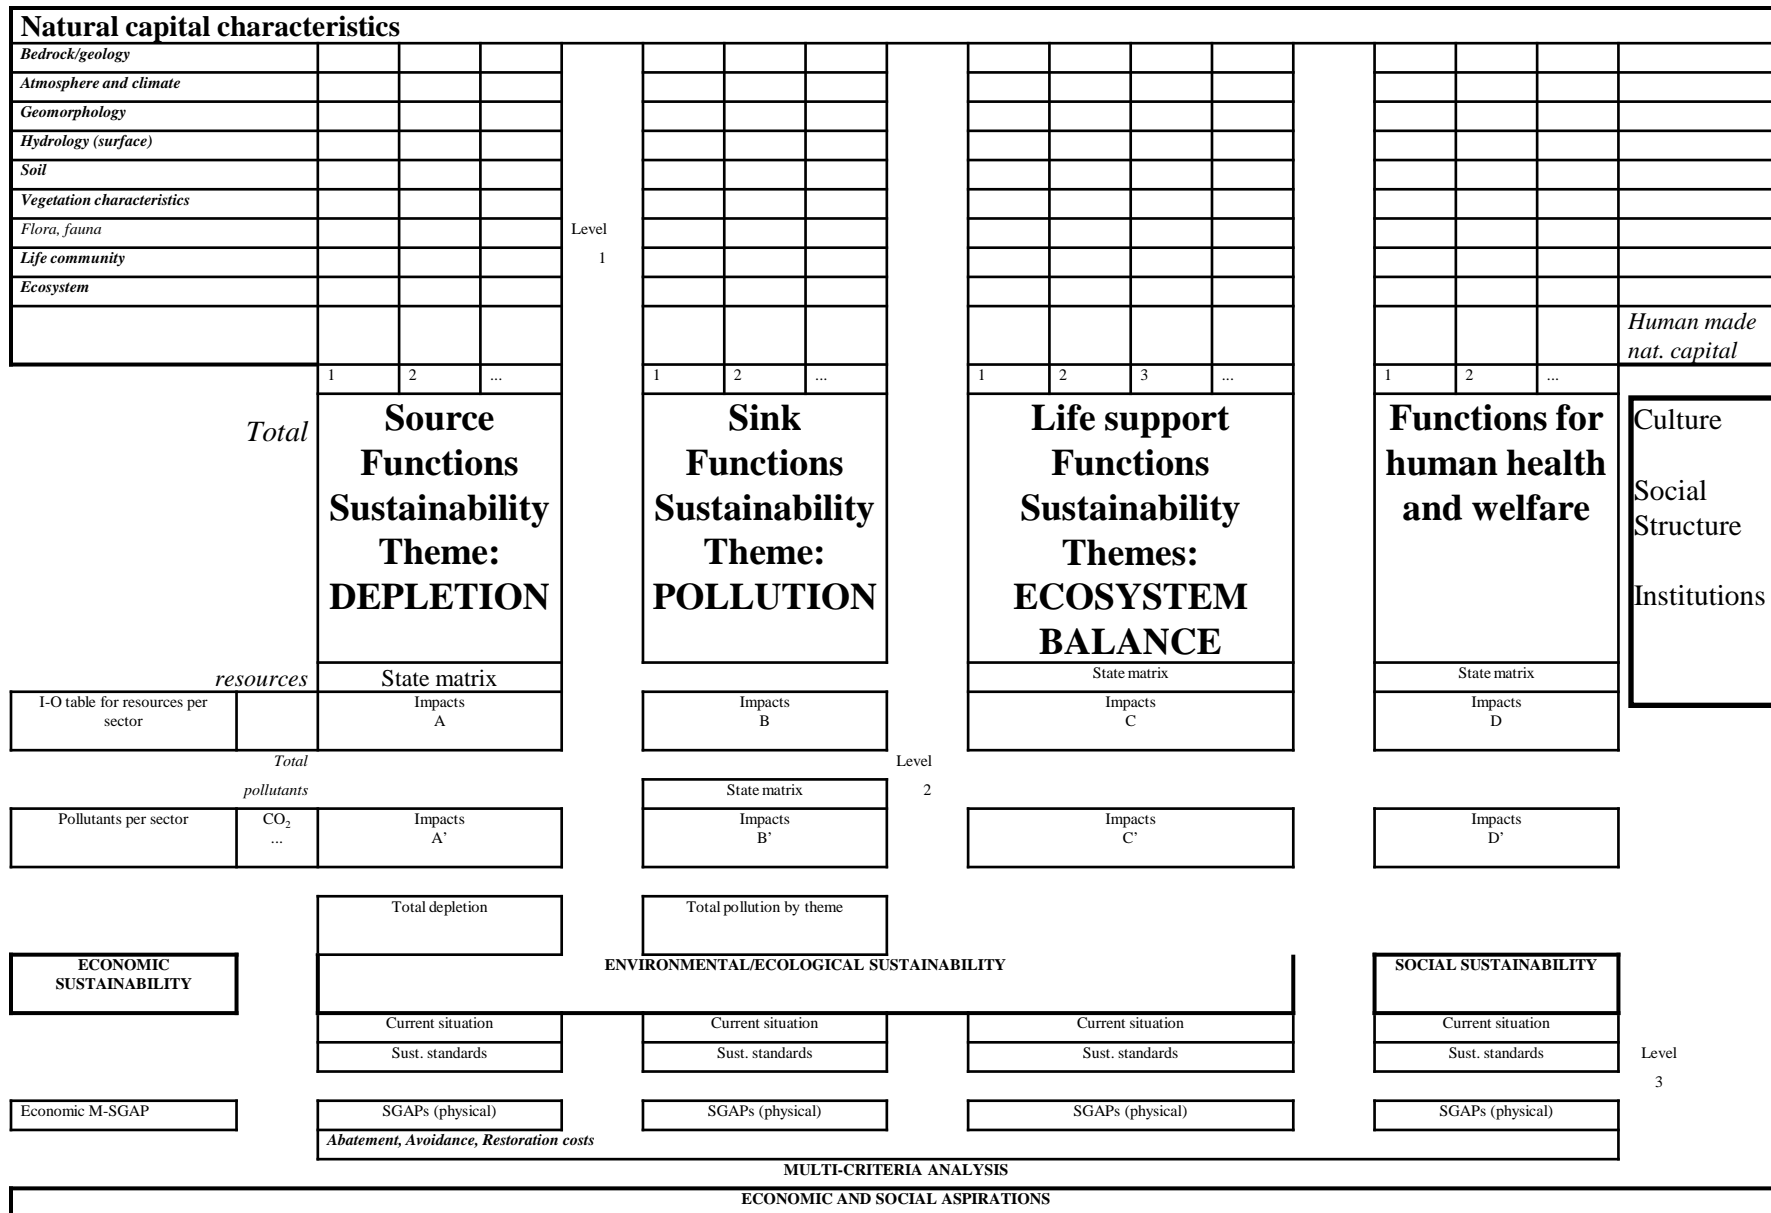 Natural capital characteristics
Bedrock/geology
Atmosphere and climate
Geomorphology
Hydrology (surface)
Soil
Vegetation characteristics
Flora, fauna
Level
Life community
1
Ecosystem
Human made
nat. capital
1 2 ... 1 2 ... 1 2 3 ... 1 2 ...
Total
Source
Functions
Sustainability
Theme:
DEPLETION
Sink
Functions
Sustainability
Theme:
POLLUTION
Life support
Functions
Sustainability
Themes:
ECOSYSTEM
BALANCE
Functions for
human health
and welfare
Culture
Social
Structure
Institutions
resources
State matrix
State matrix
State matrix
I-O table for resources per
sector
Impacts
A
Impacts
B
Impacts
C
Impacts
D
Total
Level
pollutants
State matrix
2
Pollutants per sector
CO₂
...
Impacts
A’
Impacts
B’
Impacts
C’
Impacts
D’
Total depletion
Total pollution by theme
ECONOMIC
SUSTAINABILITY
ENVIRONMENTAL/ECOLOGICAL SUSTAINABILITY
SOCIAL SUSTAINABILITY
Current situation
Current situation
Current situation
Current situation
Sust. standards
Sust. standards
Sust. standards
Sust. standards
Level
3
Economic M-SGAP
SGAPs (physical)
SGAPs (physical)
SGAPs (physical)
SGAPs (physical)
Abatement, Avoidance, Restoration costs
MULTI-CRITERIA ANALYSIS
ECONOMIC AND SOCIAL ASPIRATIONS